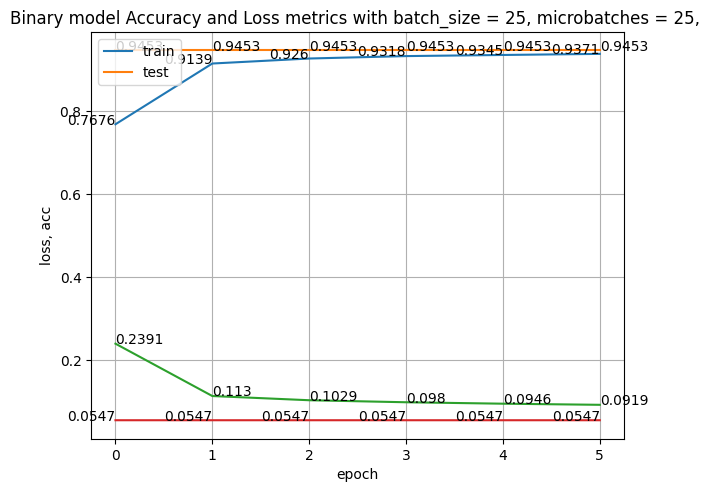 Binary model Accuracy and Loss metrics with batch_size = 25, microbatches = 25,
train
test
0.9453 0.9453 0.9453 0.9453 0.9453 0.9453
0.7676 0.9139 0.926 0.9318 0.9345 0.9371
0.2391 0.113 0.1029 0.098 0.0946 0.0919
0.0547 0.0547 0.0547 0.0547 0.0547 0.0547
0.8
0.6
0.4
0.2
loss, acc
0 1 2 3 4 5
epoch